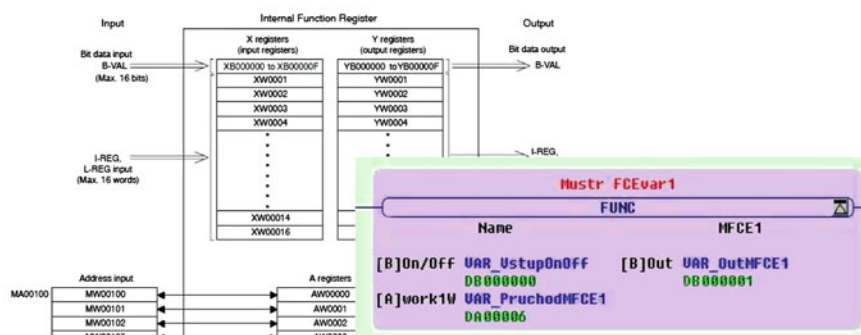 Input
Internal Function Register
Output
X registers
(input registers)
Y registers
(output registers)
Bit data input
B-VAL
(Max. 16 bits)
XB000000 to XB00000F
YB000000 to YB00000F
Bit data output
B-VAL
XW0001
YW0001
XW0002
YW0002
XW0003
YW0003
XW0004
YW0004
I-REG,
L-REG input
(Max. 16 words)
I-REG,
XW00014
XW00016
Address input
A registers
MA00100
MW00100
AW00000
MW00101
AW0001
MW00102
AW0002
Mustr FCEvar1
FUNC
Name
MFCE1
[B]On/Off VAR_VstupOnOff
[B]Out VAR_OutMFCE1
DB000000
DB000001
[A]work1W VAR_PruchodMFCE1
DA00006